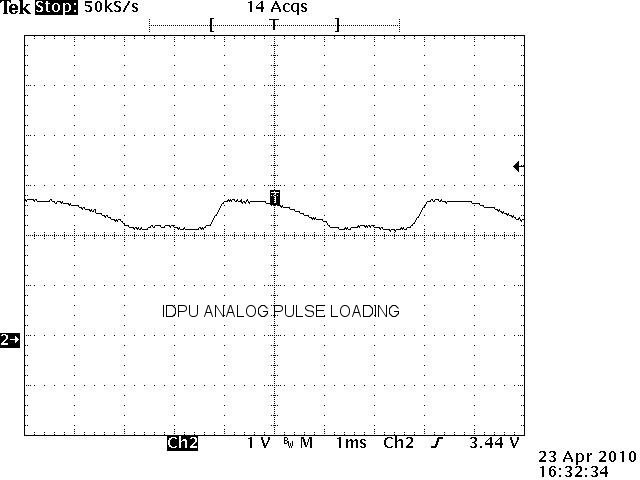 Tek Stop: 50kS/s 14 Acqs
[ T ]
T
IDPU ANALOG PULSE LOADING
2→
Ch2 1 V BW M 1ms Ch2 3.44 V
23 Apr 2010
16:32:34